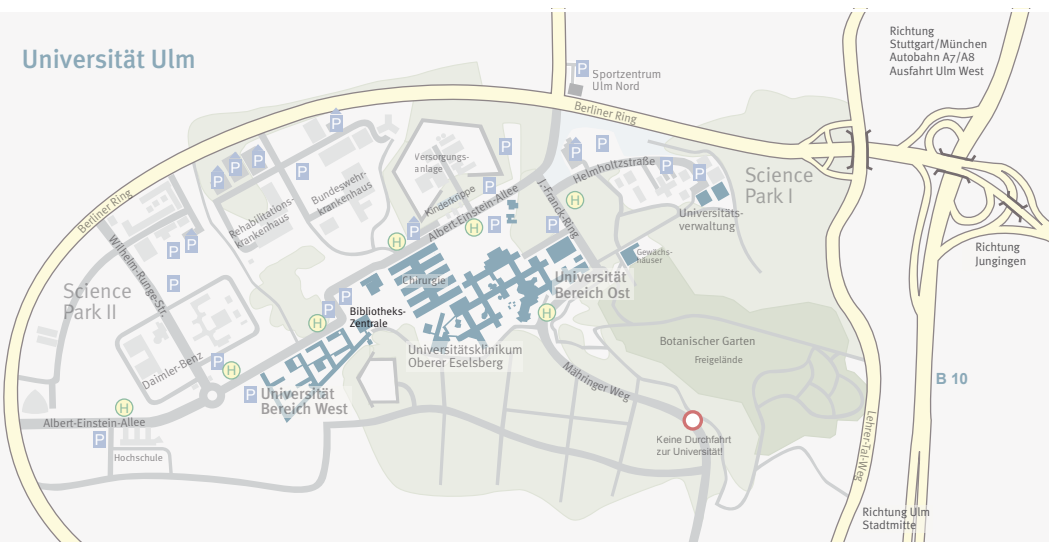 Universität Ulm
Richtung
Stuttgart/München
Autobahn A7/A8
Ausfahrt Ulm West
P
Sportzentrum
Ulm Nord
Berliner Ring
P
P
P
P
P
P
P
P
Versorgungs-
anlage
Helmholtzstraße
P
P
Science
Park I
P
Bundeswehr-
krankenhaus
Kinderkrippe
P
J.-Franck-Ring
H
Berliner Ring
Rehabilitations-
krankenhaus
Albert-Einstein-Allee
P
H
H
P
P
Universitäts-
verwaltung
Wilhelm-Runge-Str.
P
P
Gewächs-
häuser
Richtung
Jungingen
Science
Park II
P
Chirurgie
Universität
Bereich Ost
P
P
H
Bibliotheks-
Zentrale
H
Universitätsklinikum
Oberer Eselsberg
Botanischer Garten
Freigelände
Daimler-Benz
P
H
Mähringer Weg
B 10
P
Universität
Bereich West
H
Albert-Einstein-Allee
P
Hochschule
Keine Durchfahrt
zur Universität!
Lehrer-Tal-Weg
Richtung Ulm
Stadtmitte